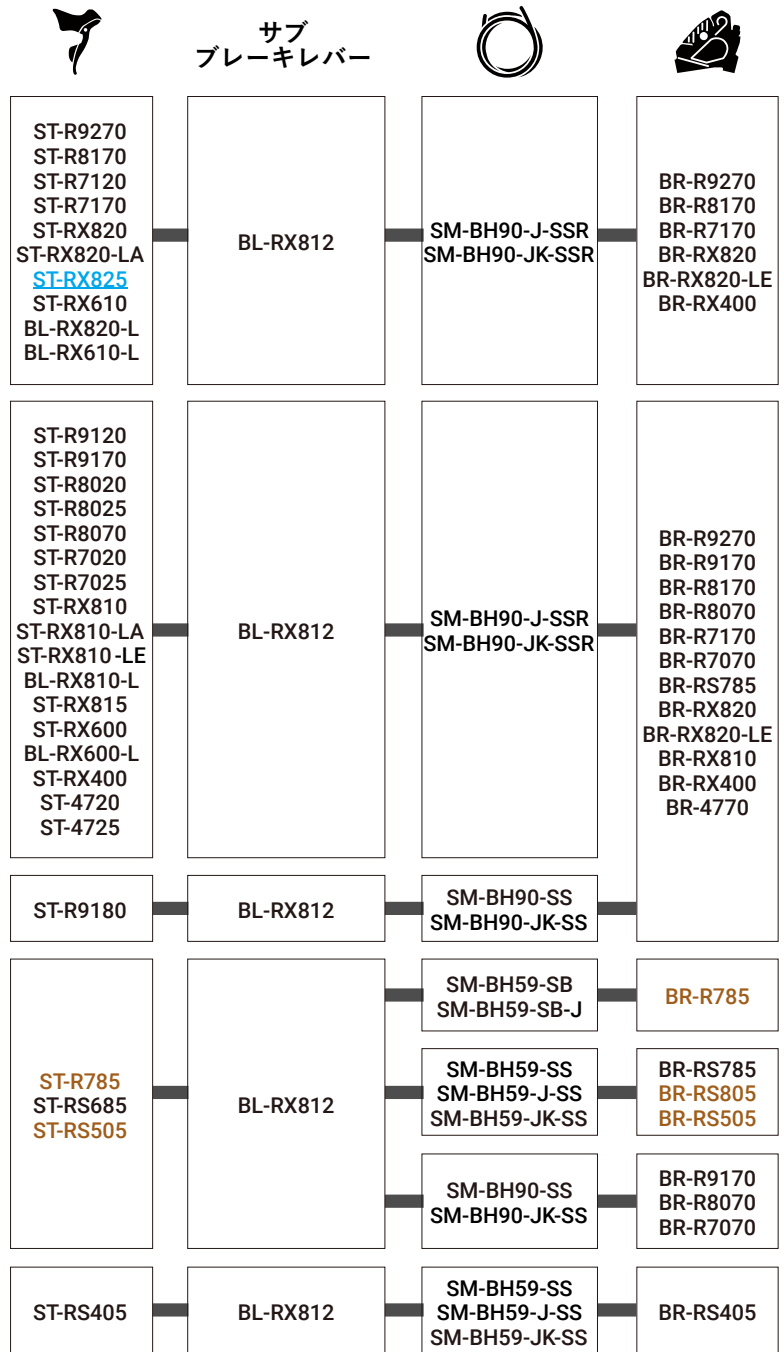 サブ
ブレーキレバー
ST-R9270
ST-R8170
ST-R7120
ST-R7170
ST-RX820
ST-RX820-LA
ST-RX825
ST-RX610
BL-RX820-L
BL-RX610-L
BL-RX812
SM-BH90-J-SSR
SM-BH90-JK-SSR
BR-R9270
BR-R8170
BR-R7170
BR-RX820
BR-RX820-LE
BR-RX400
ST-R9120
ST-R9170
ST-R8020
ST-R8025
ST-R8070
ST-R7020
ST-R7025
ST-RX810
ST-RX810-LA
ST-RX810-LE
BL-RX810-L
ST-RX815
ST-RX600
BL-RX600-L
ST-RX400
ST-4720
ST-4725
BL-RX812
SM-BH90-J-SSR
SM-BH90-JK-SSR
BR-R9270
BR-R9170
BR-R8170
BR-R8070
BR-R7170
BR-R7070
BR-RS785
BR-RX820
BR-RX820-LE
BR-RX810
BR-RX400
BR-4770
ST-R9180
BL-RX812
SM-BH90-SS
SM-BH90-JK-SS
ST-R785
ST-RS685
ST-RS505
BL-RX812
SM-BH59-SB
SM-BH59-SB-J
BR-R785
SM-BH59-SS
SM-BH59-J-SS
SM-BH59-JK-SS
BR-RS785
BR-RS805
BR-RS505
SM-BH90-SS
SM-BH90-JK-SS
BR-R9170
BR-R8070
BR-R7070
ST-RS405
BL-RX812
SM-BH59-SS
SM-BH59-J-SS
SM-BH59-JK-SS
BR-RS405